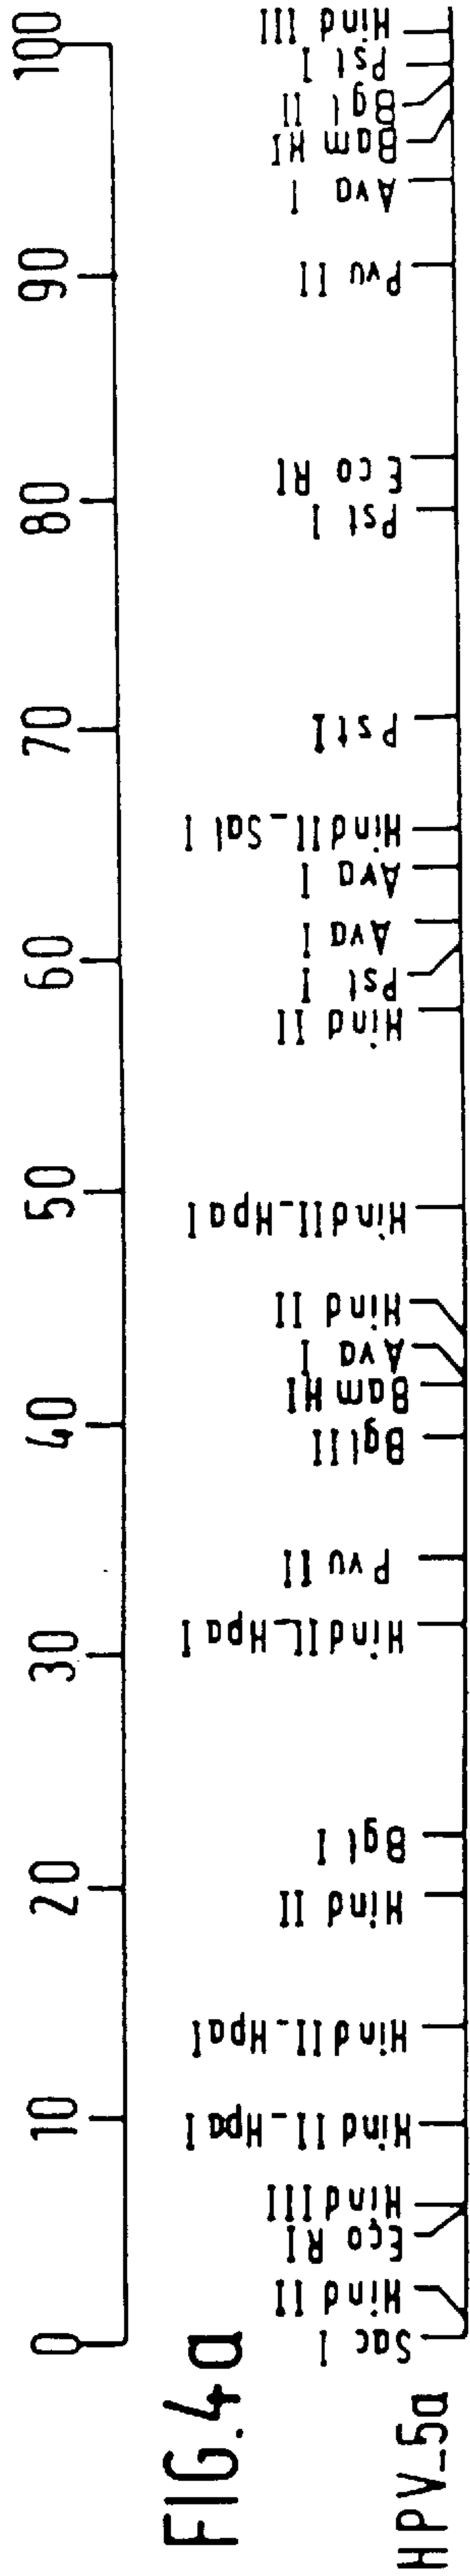 FIG.4a
0 10 20 30 40 50 60 70 80 90 100
HPV_5a
Sac I
Hind II
Eco RI
Hind III
Hind II_Hpa I
Hind II_HpaI
Hind II
Bgl I
Hind II_Hpa I
Pvu II
Bgl II
Bam HI
Ava I
Hind II
Hind II_Hpa I
Hind II
Pst I
Ava I
Ava I
Hind II_Sal I
Pst I
Pst I
Eco RI
Pvu II
Ava I
Bam HI
Bgl II
Pst I
Hind III